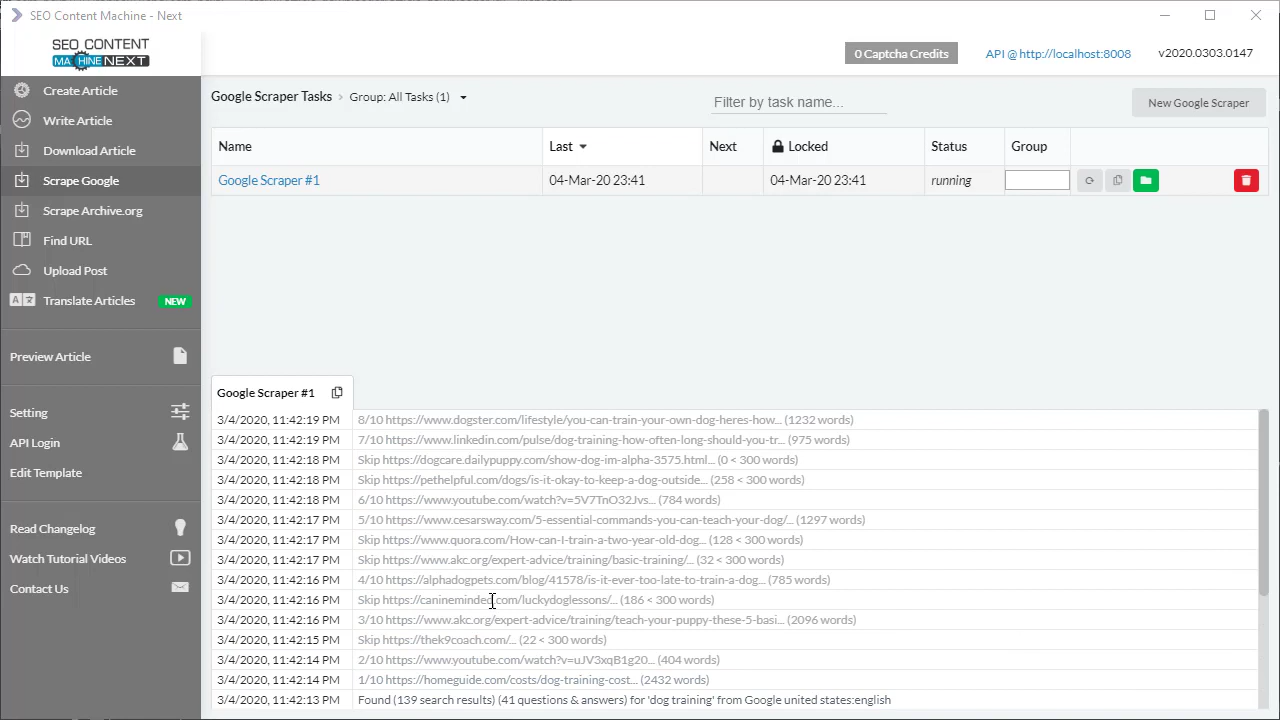 SEO Content Machine - Next
SEO CONTENT
MACHINE NEXT
0 Captcha Credits
API @ http://localhost:8008
v2020.0303.0147
Create Article
Write Article
Download Article
Scrape Google
Scrape Archive.org
Find URL
Upload Post
Translate Articles NEW
Preview Article
Setting
API Login
Edit Template
Read Changelog
Watch Tutorial Videos
Contact Us
Google Scraper Tasks > Group: All Tasks (1)
Filter by task name...
New Google Scraper
Name Last Next Locked Status Group
Google Scraper #1 04-Mar-20 23:41 04-Mar-20 23:41 running
Google Scraper #1
3/4/2020, 11:42:19 PM 8/10 https://www.dogster.com/lifestyle/you-can-train-your-own-dog-heres-how... (1232 words)
3/4/2020, 11:42:19 PM 7/10 https://www.linkedin.com/pulse/dog-training-how-often-long-should-you-tr... (975 words)
3/4/2020, 11:42:18 PM Skip https://dogcare.dailypuppy.com/show-dog-im-alpha-3575.html... (0 < 300 words)
3/4/2020, 11:42:18 PM Skip https://pethelpful.com/dogs/is-it-okay-to-keep-a-dog-outside... (258 < 300 words)
3/4/2020, 11:42:18 PM 6/10 https://www.youtube.com/watch?v=5V7TnO32Jvs... (784 words)
3/4/2020, 11:42:17 PM 5/10 https://www.cesarsway.com/5-essential-commands-you-can-teach-your-dog/... (1297 words)
3/4/2020, 11:42:17 PM Skip https://www.quora.com/How-can-I-train-a-two-year-old-dog... (128 < 300 words)
3/4/2020, 11:42:17 PM Skip https://www.akc.org/expert-advice/training/basic-training/... (32 < 300 words)
3/4/2020, 11:42:16 PM 4/10 https://alphadogpets.com/blog/41578/is-it-ever-too-late-to-train-a-dog... (785 words)
3/4/2020, 11:42:16 PM Skip https://canineminded.com/luckydoglessons/... (186 < 300 words)
3/4/2020, 11:42:16 PM 3/10 https://www.akc.org/expert-advice/training/teach-your-puppy-these-5-basi... (2096 words)
3/4/2020, 11:42:15 PM Skip https://thek9coach.com/... (22 < 300 words)
3/4/2020, 11:42:14 PM 2/10 https://www.youtube.com/watch?v=uJV3xqB1g20... (404 words)
3/4/2020, 11:42:14 PM 1/10 https://homeguide.com/costs/dog-training-cost... (2432 words)
3/4/2020, 11:42:13 PM Found (139 search results) (41 questions & answers) for 'dog training' from Google united states:english